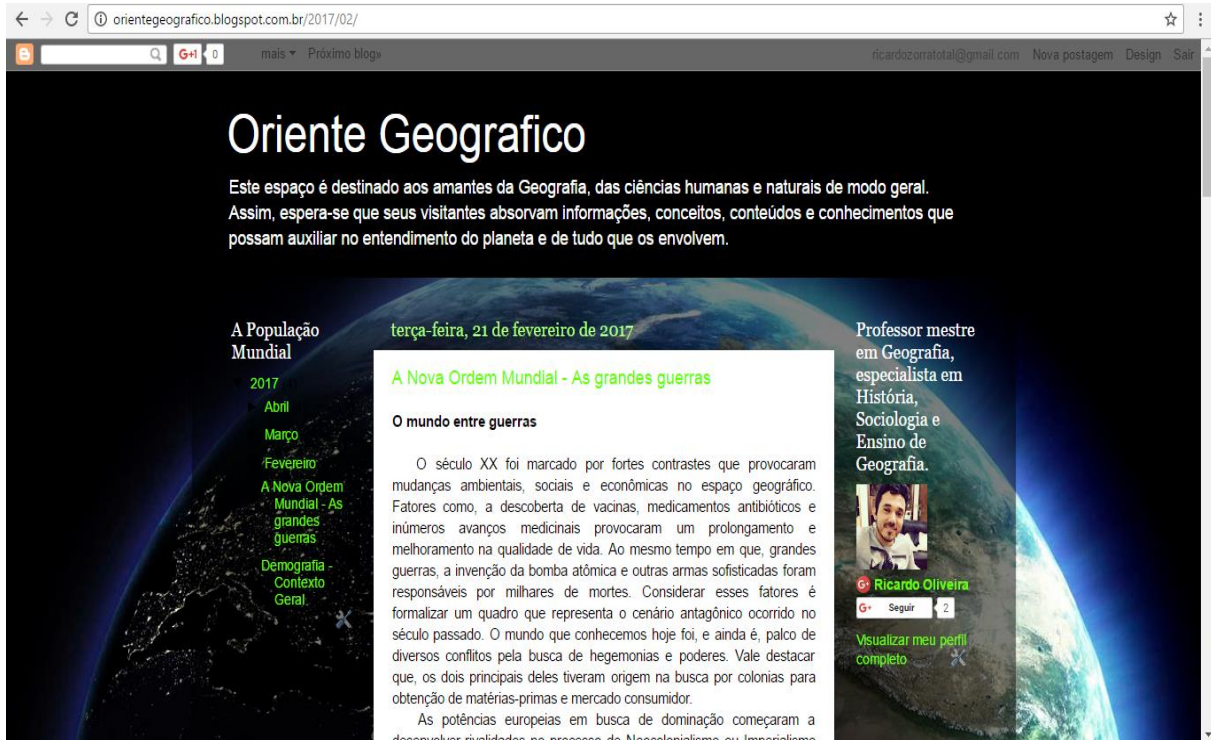 orientegeografico.blogspot.com.br/2017/02/
G+1 0 mais Próximo blog» ricardozorratotal@gmail.com Nova postagem Design Sair
Oriente Geografico
Este espaço é destinado aos amantes da Geografia, das ciências humanas e naturais de modo geral.
Assim, espera-se que seus visitantes absorvam informações, conceitos, conteúdos e conhecimentos que
possam auxiliar no entendimento do planeta e de tudo que os envolvem.
A População
Mundial
2017
Abril
Março
Fevereiro
A Nova Ordem
Mundial - As
grandes
guerras
Demografia -
Contexto
Geral
terça-feira, 21 de fevereiro de 2017
A Nova Ordem Mundial - As grandes guerras
O mundo entre guerras
O século XX foi marcado por fortes contrastes que provocaram
mudanças ambientais, sociais e econômicas no espaço geográfico.
Fatores como, a descoberta de vacinas, medicamentos antibióticos e
inúmeros avanços medicinais provocaram um prolongamento e
melhoramento na qualidade de vida. Ao mesmo tempo em que, grandes
guerras, a invenção da bomba atômica e outras armas sofisticadas foram
responsáveis por milhares de mortes. Considerar esses fatores é
formalizar um quadro que representa o cenário antagônico ocorrido no
século passado. O mundo que conhecemos hoje foi, e ainda é, palco de
diversos conflitos pela busca de hegemonias e poderes. Vale destacar
que, os dois principais deles tiveram origem na busca por colonias para
obtenção de matérias-primas e mercado consumidor.
As potências europeias em busca de dominação começaram a
desenvolver rivalidades no processo de Neocolonialismo ou Imperialismo
Professor mestre
em Geografia,
especialista em
História,
Sociologia e
Ensino de
Geografia.
G+ Ricardo Oliveira
G+ Seguir 2
Visualizar meu perfil
completo